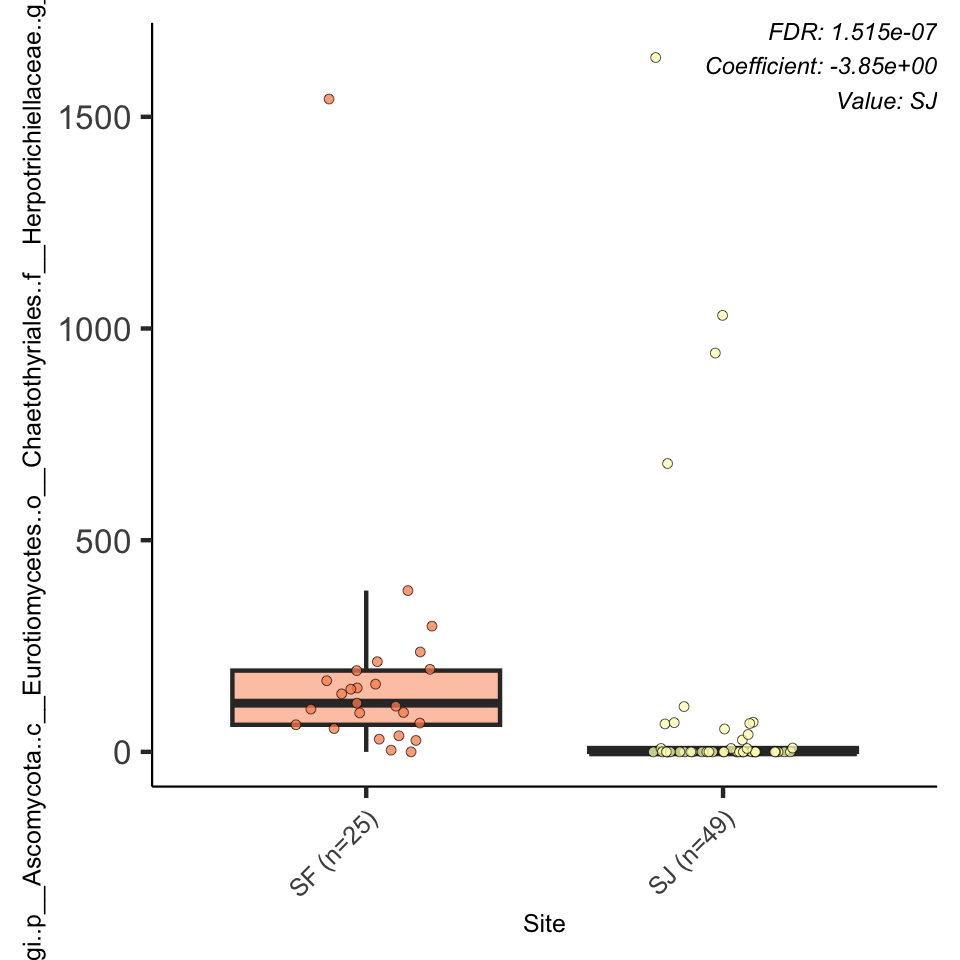 FDR: 1.515e-07
Coefficient: -3.85e+00
Value: SJ
gi..p__Ascomycota..c__Eurotiomycetes..o__Chaetothyriales..f__Herpotrichiellaceae..g_
1500
1000
500
0
SF (n=25)
SJ (n=49)
Site